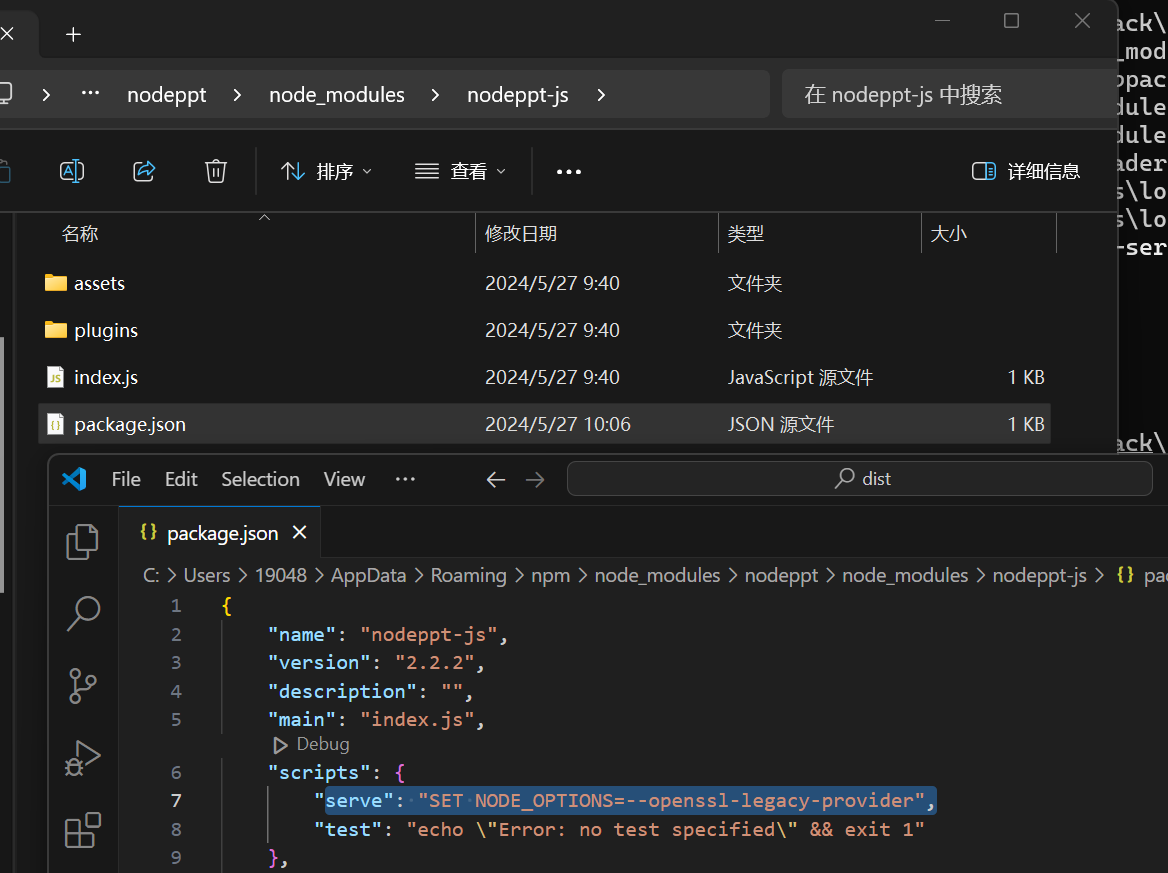 nodeppt > node_modules > nodeppt-js >
在 nodeppt-js 中搜索
排序
查看
详细信息
名称 修改日期 类型 大小
assets 2024/5/27 9:40 文件夹
plugins 2024/5/27 9:40 文件夹
index.js 2024/5/27 9:40 JavaScript 源文件 1 KB
package.json 2024/5/27 10:06 JSON 源文件 1 KB
ack\
_mod
ppac
dule
dule
ader
s\lo
s\lo
-ser
ack\
File Edit Selection View ···
dist
{} package.json
C: > Users > 19048 > AppData > Roaming > npm > node_modules > nodeppt > node_modules > nodeppt-js > {} pac
1 {
2 "name": "nodeppt-js",
3 "version": "2.2.2",
4 "description": "",
5 "main": "index.js",
Debug
6 "scripts": {
7 "serve": "SET NODE_OPTIONS=--openssl-legacy-provider",
8 "test": "echo \"Error: no test specified\" && exit 1"
9 },